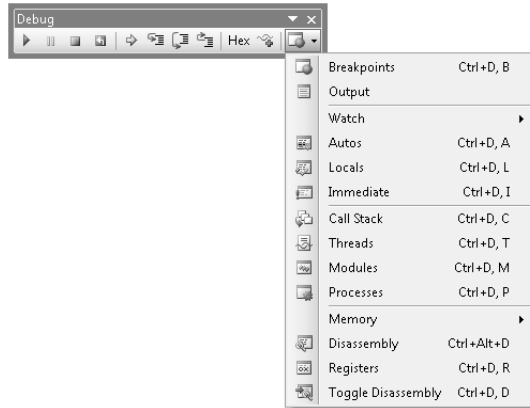 Debug
Hex
Breakpoints Ctrl+D, B
Output
Watch
Autos Ctrl+D, A
Locals Ctrl+D, L
Immediate Ctrl+D, I
Call Stack Ctrl+D, C
Threads Ctrl+D, T
Modules Ctrl+D, M
Processes Ctrl+D, P
Memory
Disassembly Ctrl+Alt+D
Registers Ctrl+D, R
Toggle Disassembly Ctrl+D, D